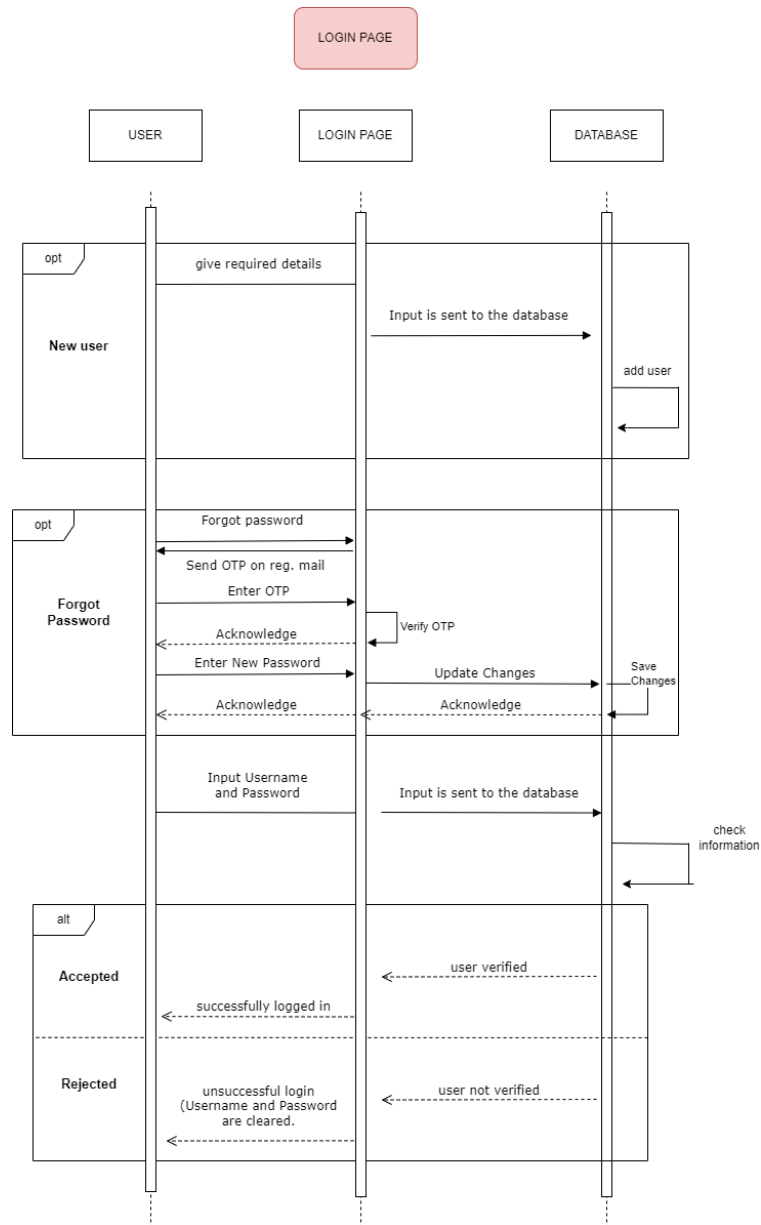 LOGIN PAGE
USER
LOGIN PAGE
DATABASE
opt
give required details
Input is sent to the database
New user
add user
opt
Forgot password
Send OTP on reg. mail
Enter OTP
Forgot
Password
Verify OTP
Acknowledge
Enter New Password
Update Changes
Save
Changes
Acknowledge
Acknowledge
Input Username
and Password
Input is sent to the database
check
information
alt
Accepted
user verified
successfully logged in
Rejected
user not verified
unsuccessful login
(Username and Password
are cleared.